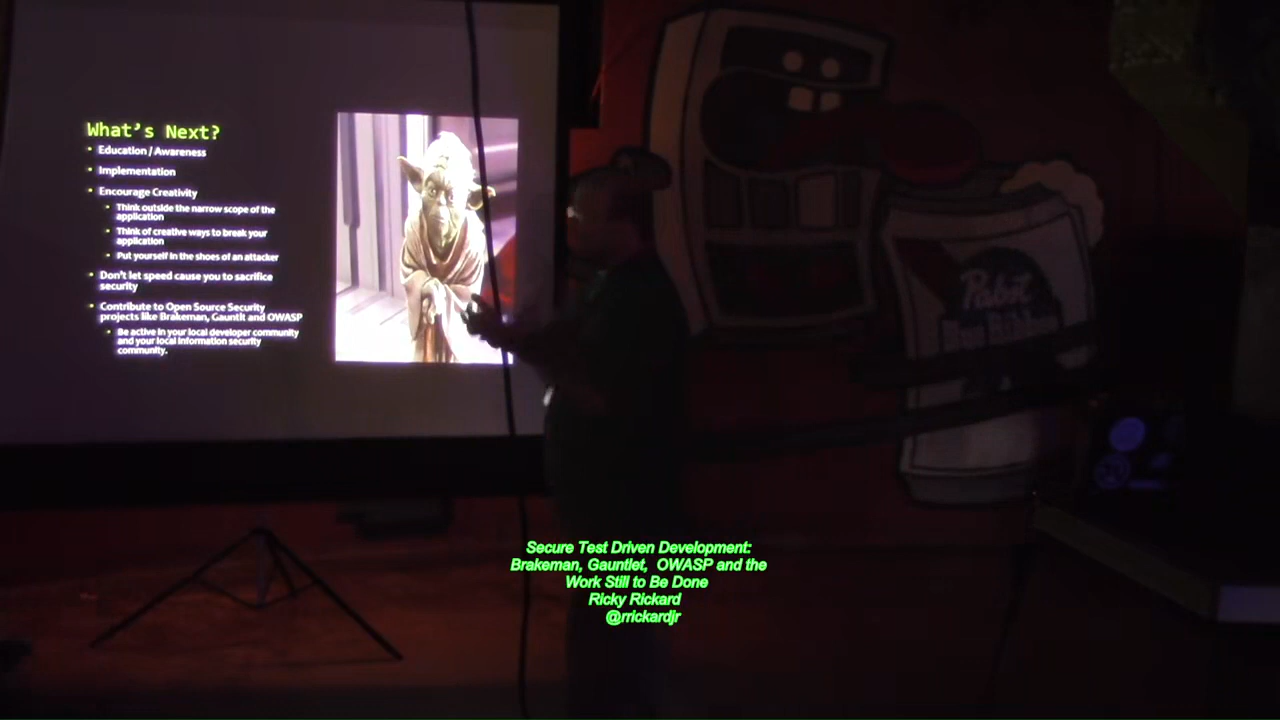 What's Next?
Education / Awareness
Implementation
Encourage Creativity
Think outside the narrow scope of the
application
Think of creative ways to break your
application
Put yourself in the shoes of an attacker
Don't let speed cause you to sacrifice
security
Contribute to Open Source Security
projects like Brakeman, Gauntlt and OWASP
Be active in your local developer community
and your local information security
community.
Pabst
Blue Ribbon
Secure Test Driven Development:
Brakeman, Gauntlet, OWASP and the
Work Still to Be Done
Ricky Rickard
@rrickardjr